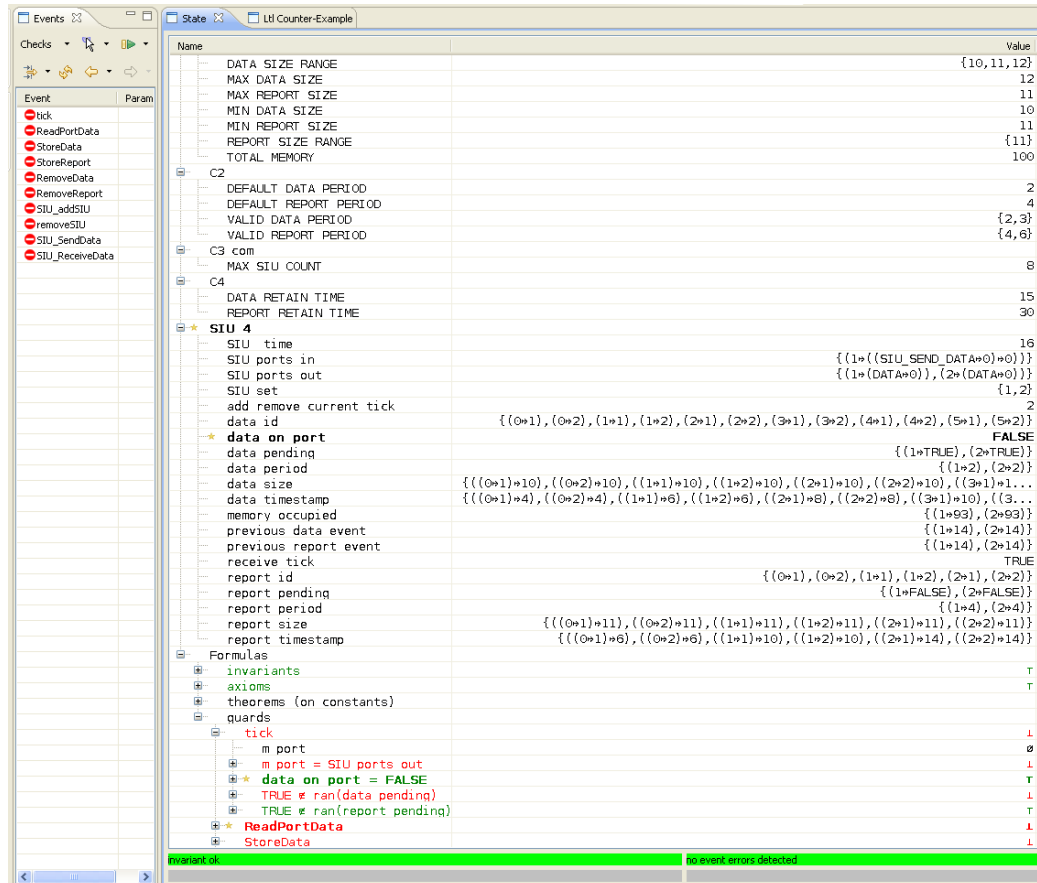 Events
Checks
Event Param
tick
ReadPortData
StoreData
StoreReport
RemoveData
RemoveReport
SIU_addSIU
removeSIU
SIU_SendData
SIU_ReceiveData
State Ltl Counter-Example
Name Value
DATA SIZE RANGE {10,11,12}
MAX DATA SIZE 12
MAX REPORT SIZE 11
MIN DATA SIZE 10
MIN REPORT SIZE 11
REPORT SIZE RANGE {11}
TOTAL MEMORY 100
C2
DEFAULT DATA PERIOD 2
DEFAULT REPORT PERIOD 4
VALID DATA PERIOD {2,3}
VALID REPORT PERIOD {4,6}
C3 com
MAX SIU COUNT 8
C4
DATA RETAIN TIME 15
REPORT RETAIN TIME 30
SIU 4
SIU time 16
SIU ports in {(1↦((SIU_SEND_DATA↦0)↦0))}
SIU ports out {(1↦(DATA↦0)),(2↦(DATA↦0))}
SIU set {1,2}
add remove current tick 2
data id {(0↦1),(0↦2),(1↦1),(1↦2),(2↦1),(2↦2),(3↦1),(3↦2),(4↦1),(4↦2),(5↦1),(5↦2)}
data on port FALSE
data pending {(1↦TRUE),(2↦TRUE)}
data period {(1↦2),(2↦2)}
data size {((0↦1)↦10),((0↦2)↦10),((1↦1)↦10),((1↦2)↦10),((2↦1)↦10),((2↦2)↦10),((3↦1)↦1...
data timestamp {((0↦1)↦4),((0↦2)↦4),((1↦1)↦6),((1↦2)↦6),((2↦1)↦8),((2↦2)↦8),((3↦1)↦10),((3...
memory occupied {(1↦93),(2↦93)}
previous data event {(1↦14),(2↦14)}
previous report event {(1↦14),(2↦14)}
receive tick TRUE
report id {(0↦1),(0↦2),(1↦1),(1↦2),(2↦1),(2↦2)}
report pending {(1↦FALSE),(2↦FALSE)}
report period {(1↦4),(2↦4)}
report size {((0↦1)↦11),((0↦2)↦11),((1↦1)↦11),((1↦2)↦11),((2↦1)↦11),((2↦2)↦11)}
report timestamp {((0↦1)↦6),((0↦2)↦6),((1↦1)↦10),((1↦2)↦10),((2↦1)↦14),((2↦2)↦14)}
Formulas
invariants ⊤
axioms ⊤
theorems (on constants)
guards
tick ⊥
m port ∅
m port = SIU ports out ⊥
data on port = FALSE ⊤
TRUE ∉ ran(data pending) ⊥
TRUE ∉ ran(report pending) ⊤
ReadPortData ⊥
StoreData ⊥
invariant ok no event errors detected